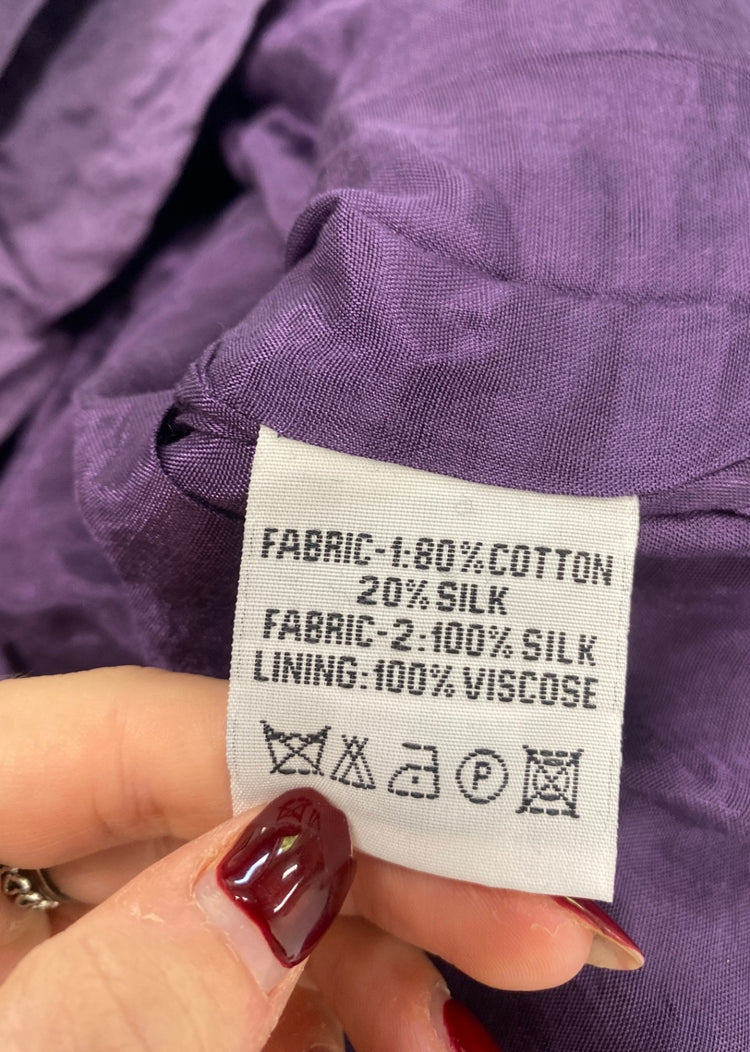 FABRIC-1:80%COTTON
20% SILK
FABRIC-2:100% SILK
LINING:100% VISCOSE
P